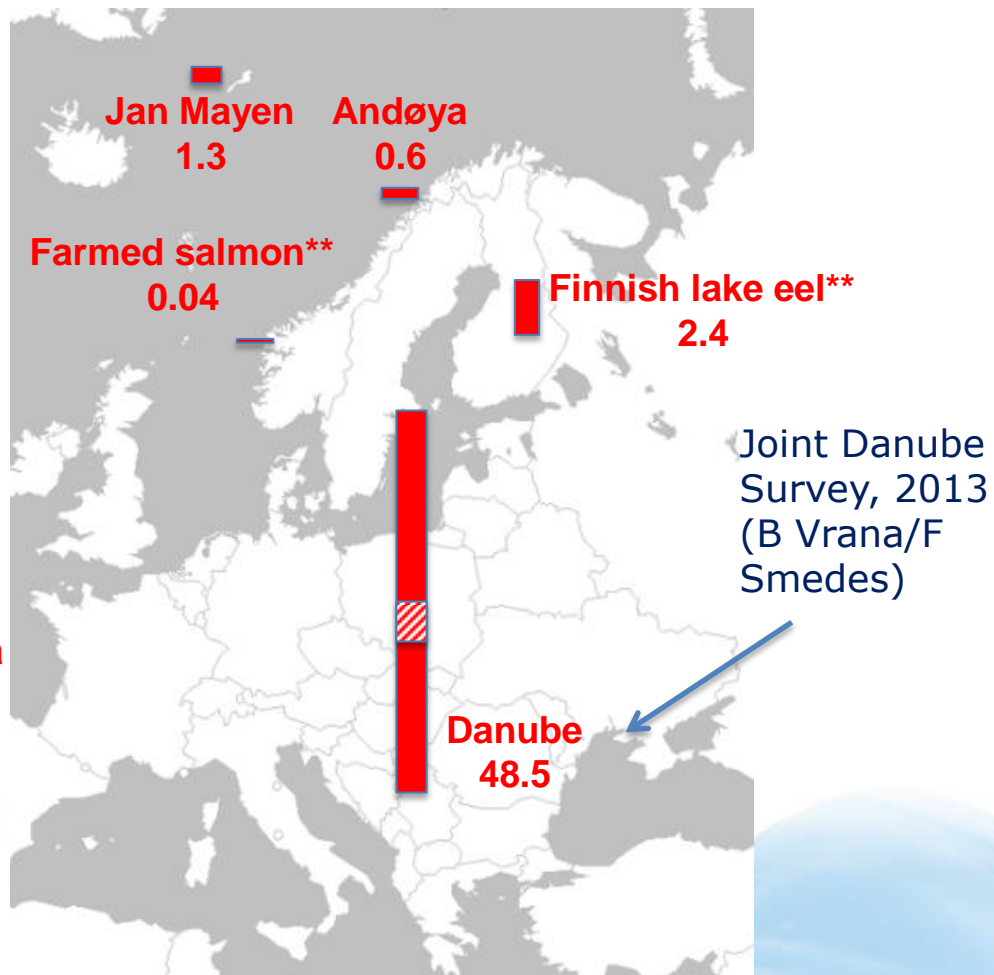 Jan Mayen
1.3
Andøya
0.6
Farmed salmon**
0.04
Finnish lake eel**
2.4
Joint Danube
Survey, 2013
(B Vrana/F
Smedes)
Danube
48.5